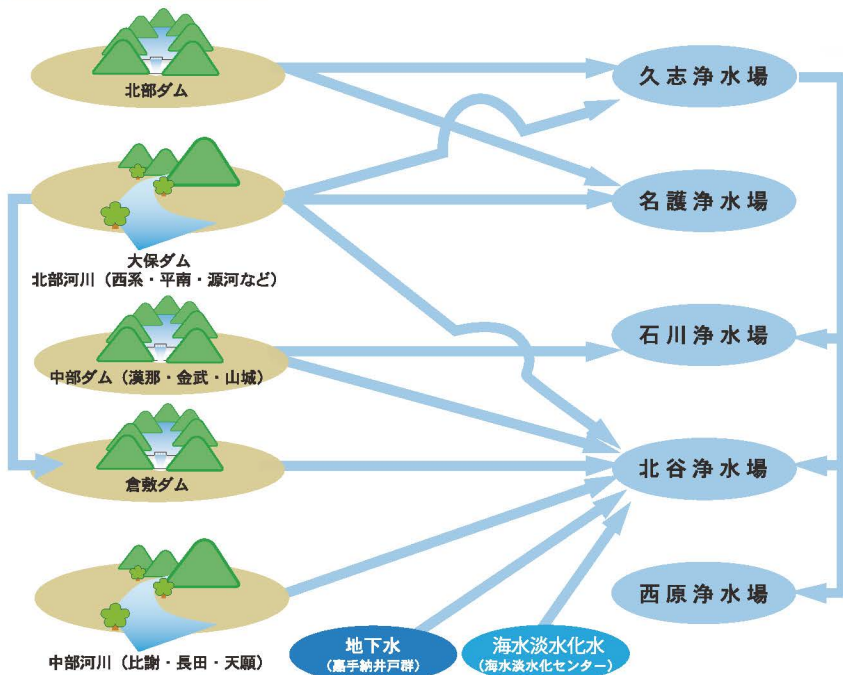 北部ダム
大保ダム
北部河川（西系・平南・源河など）
中部ダム（漢那・金武・山城）
倉敷ダム
中部河川（比謝・長田・天願）
地下水
（嘉手納井戸群）
海水淡水化水
（海水淡水化センター）
久志浄水場
名護浄水場
石川浄水場
北谷浄水場
西原浄水場